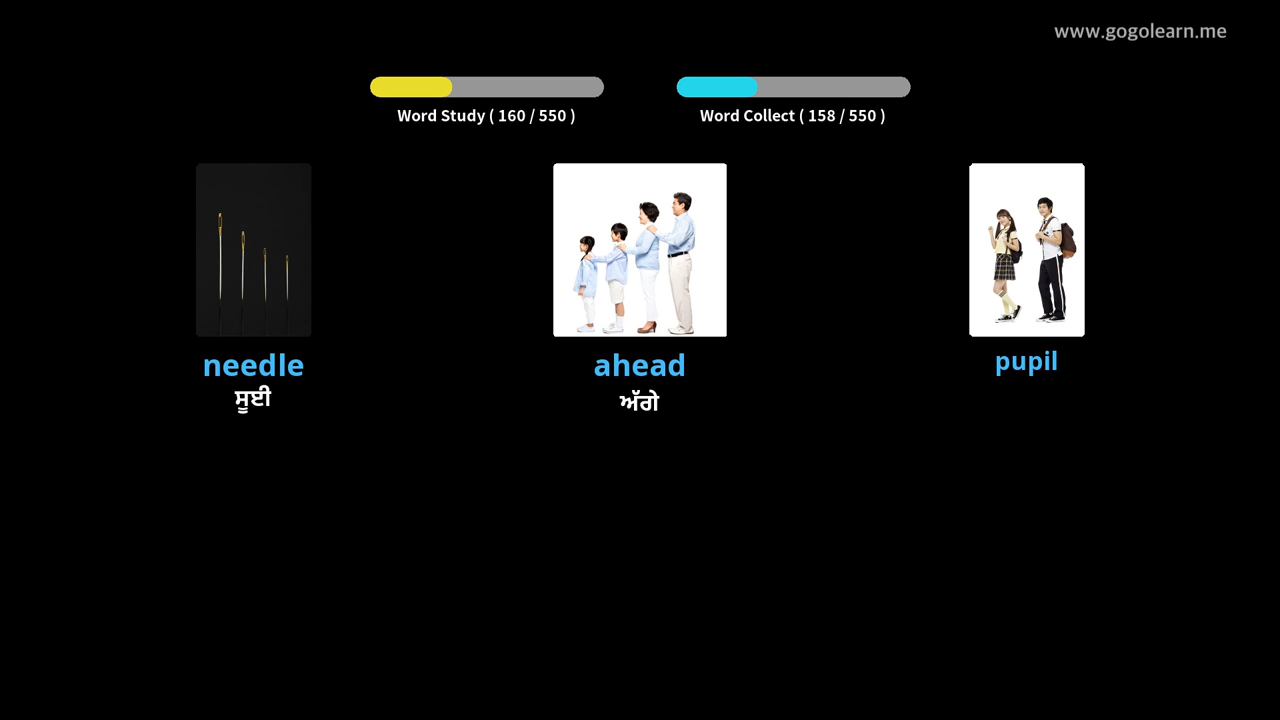 www.gogolearn.me
Word Study ( 160 / 550 )
Word Collect ( 158 / 550 )
needle
ahead
pupil
ਸੂਈ
ਅੱਗੇ